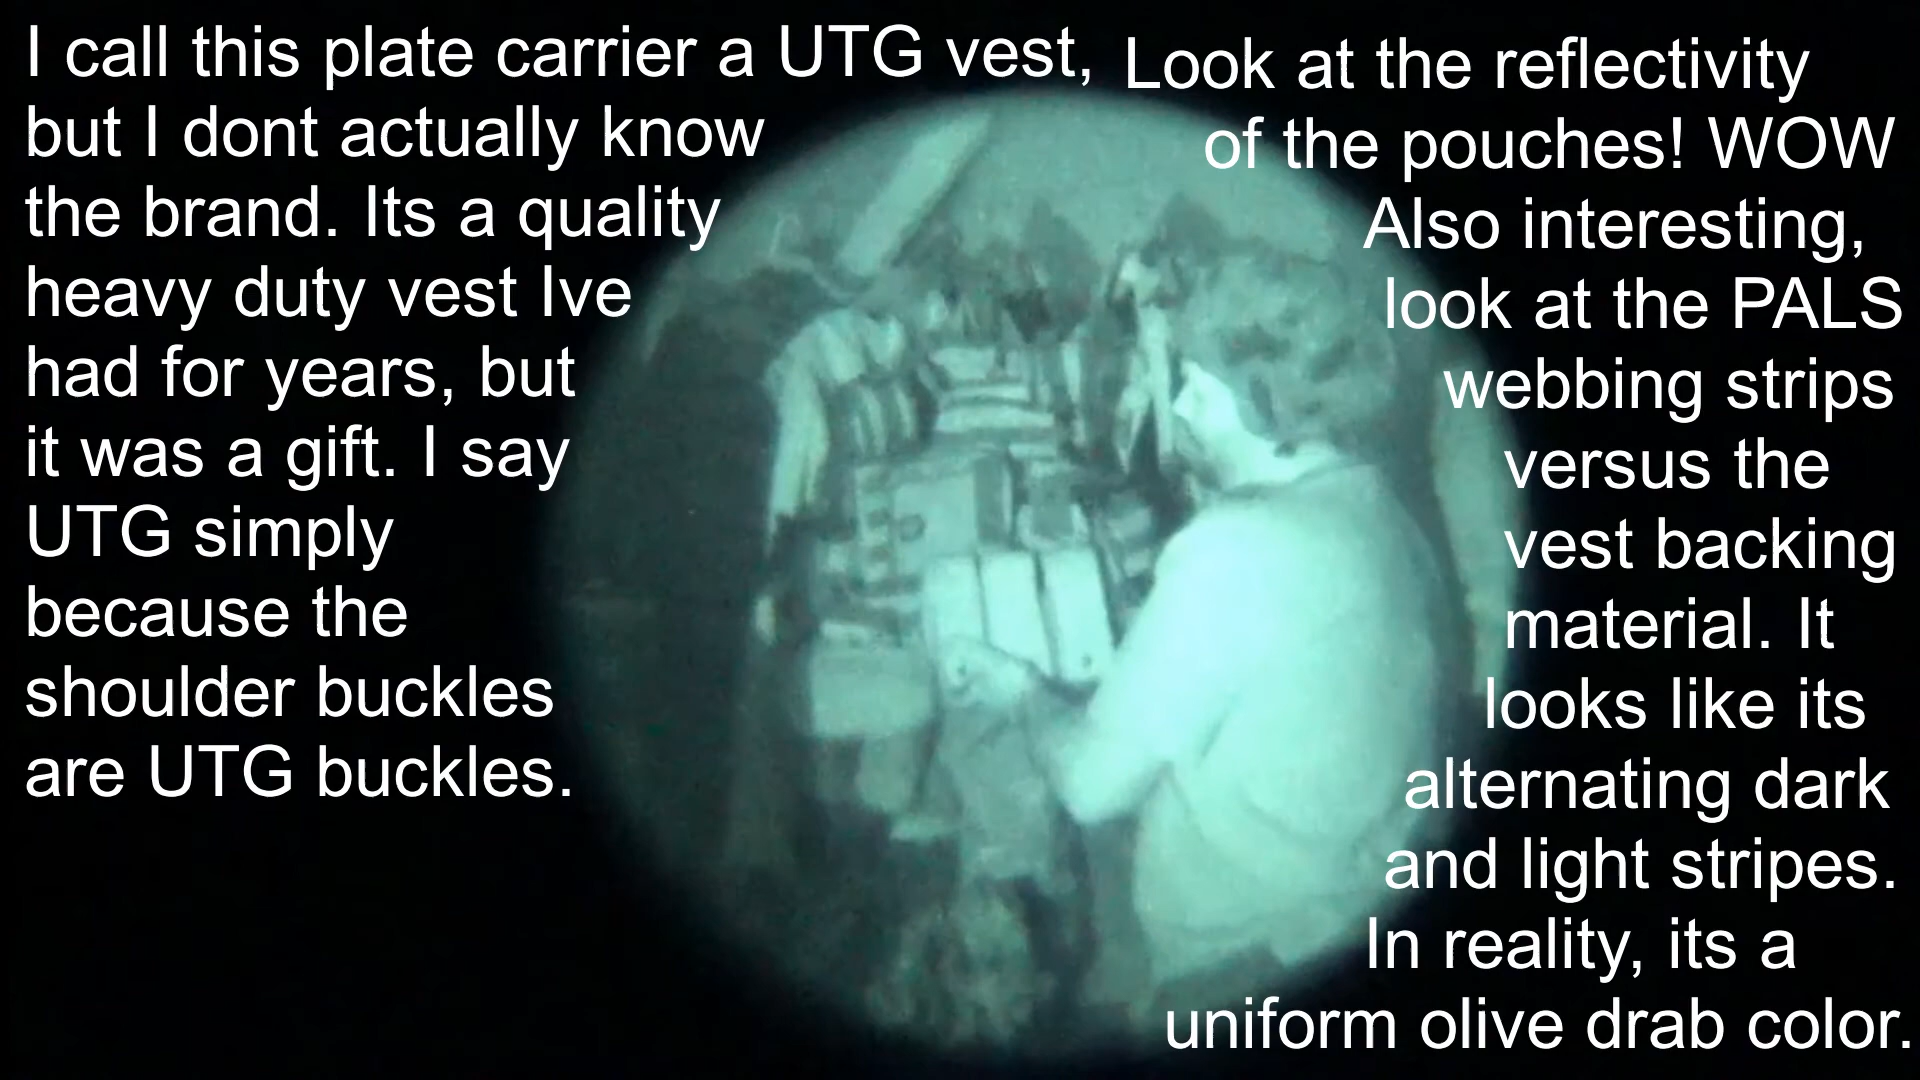 I call this plate carrier a UTG vest,
but I dont actually know
the brand. Its a quality
heavy duty vest Ive
had for years, but
it was a gift. I say
UTG simply
because the
shoulder buckles
are UTG buckles.
Look at the reflectivity
of the pouches! WOW
Also interesting,
look at the PALS
webbing strips
versus the
vest backing
material. It
looks like its
alternating dark
and light stripes.
In reality, its a
uniform olive drab color.